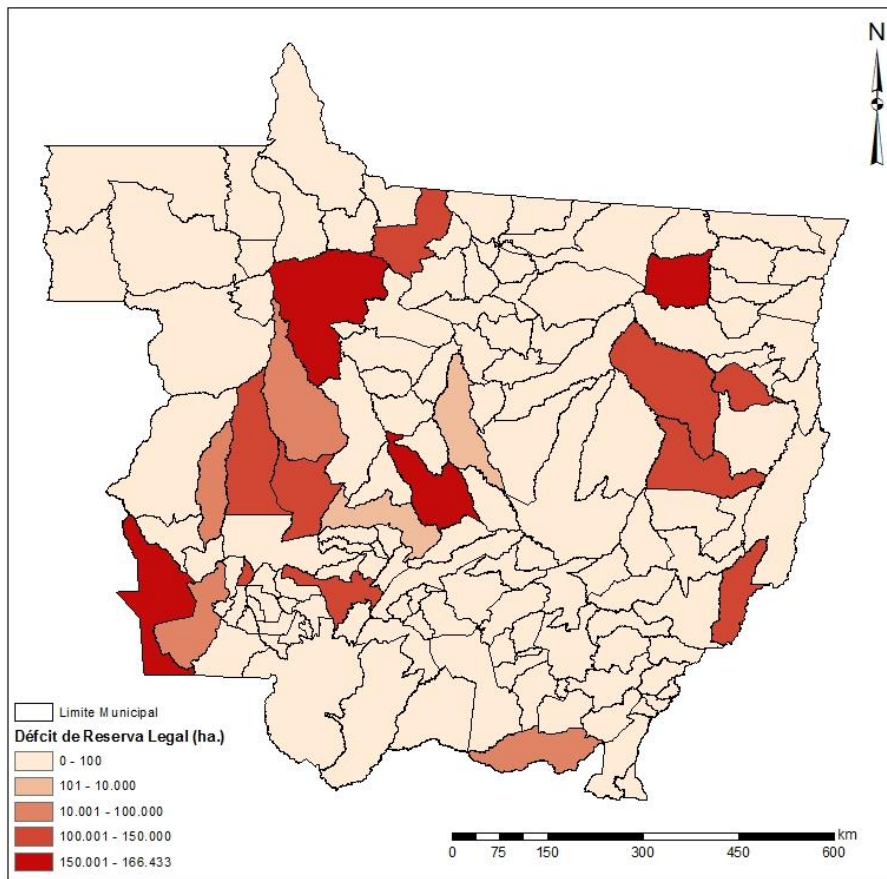 N
Limite Municipal
Défcit de Reserva Legal (ha.)
0 - 100
101 - 10.000
10.001 - 100.000
100.001 - 150.000
150.001 - 166.433
km
0 75 150 300 450 600